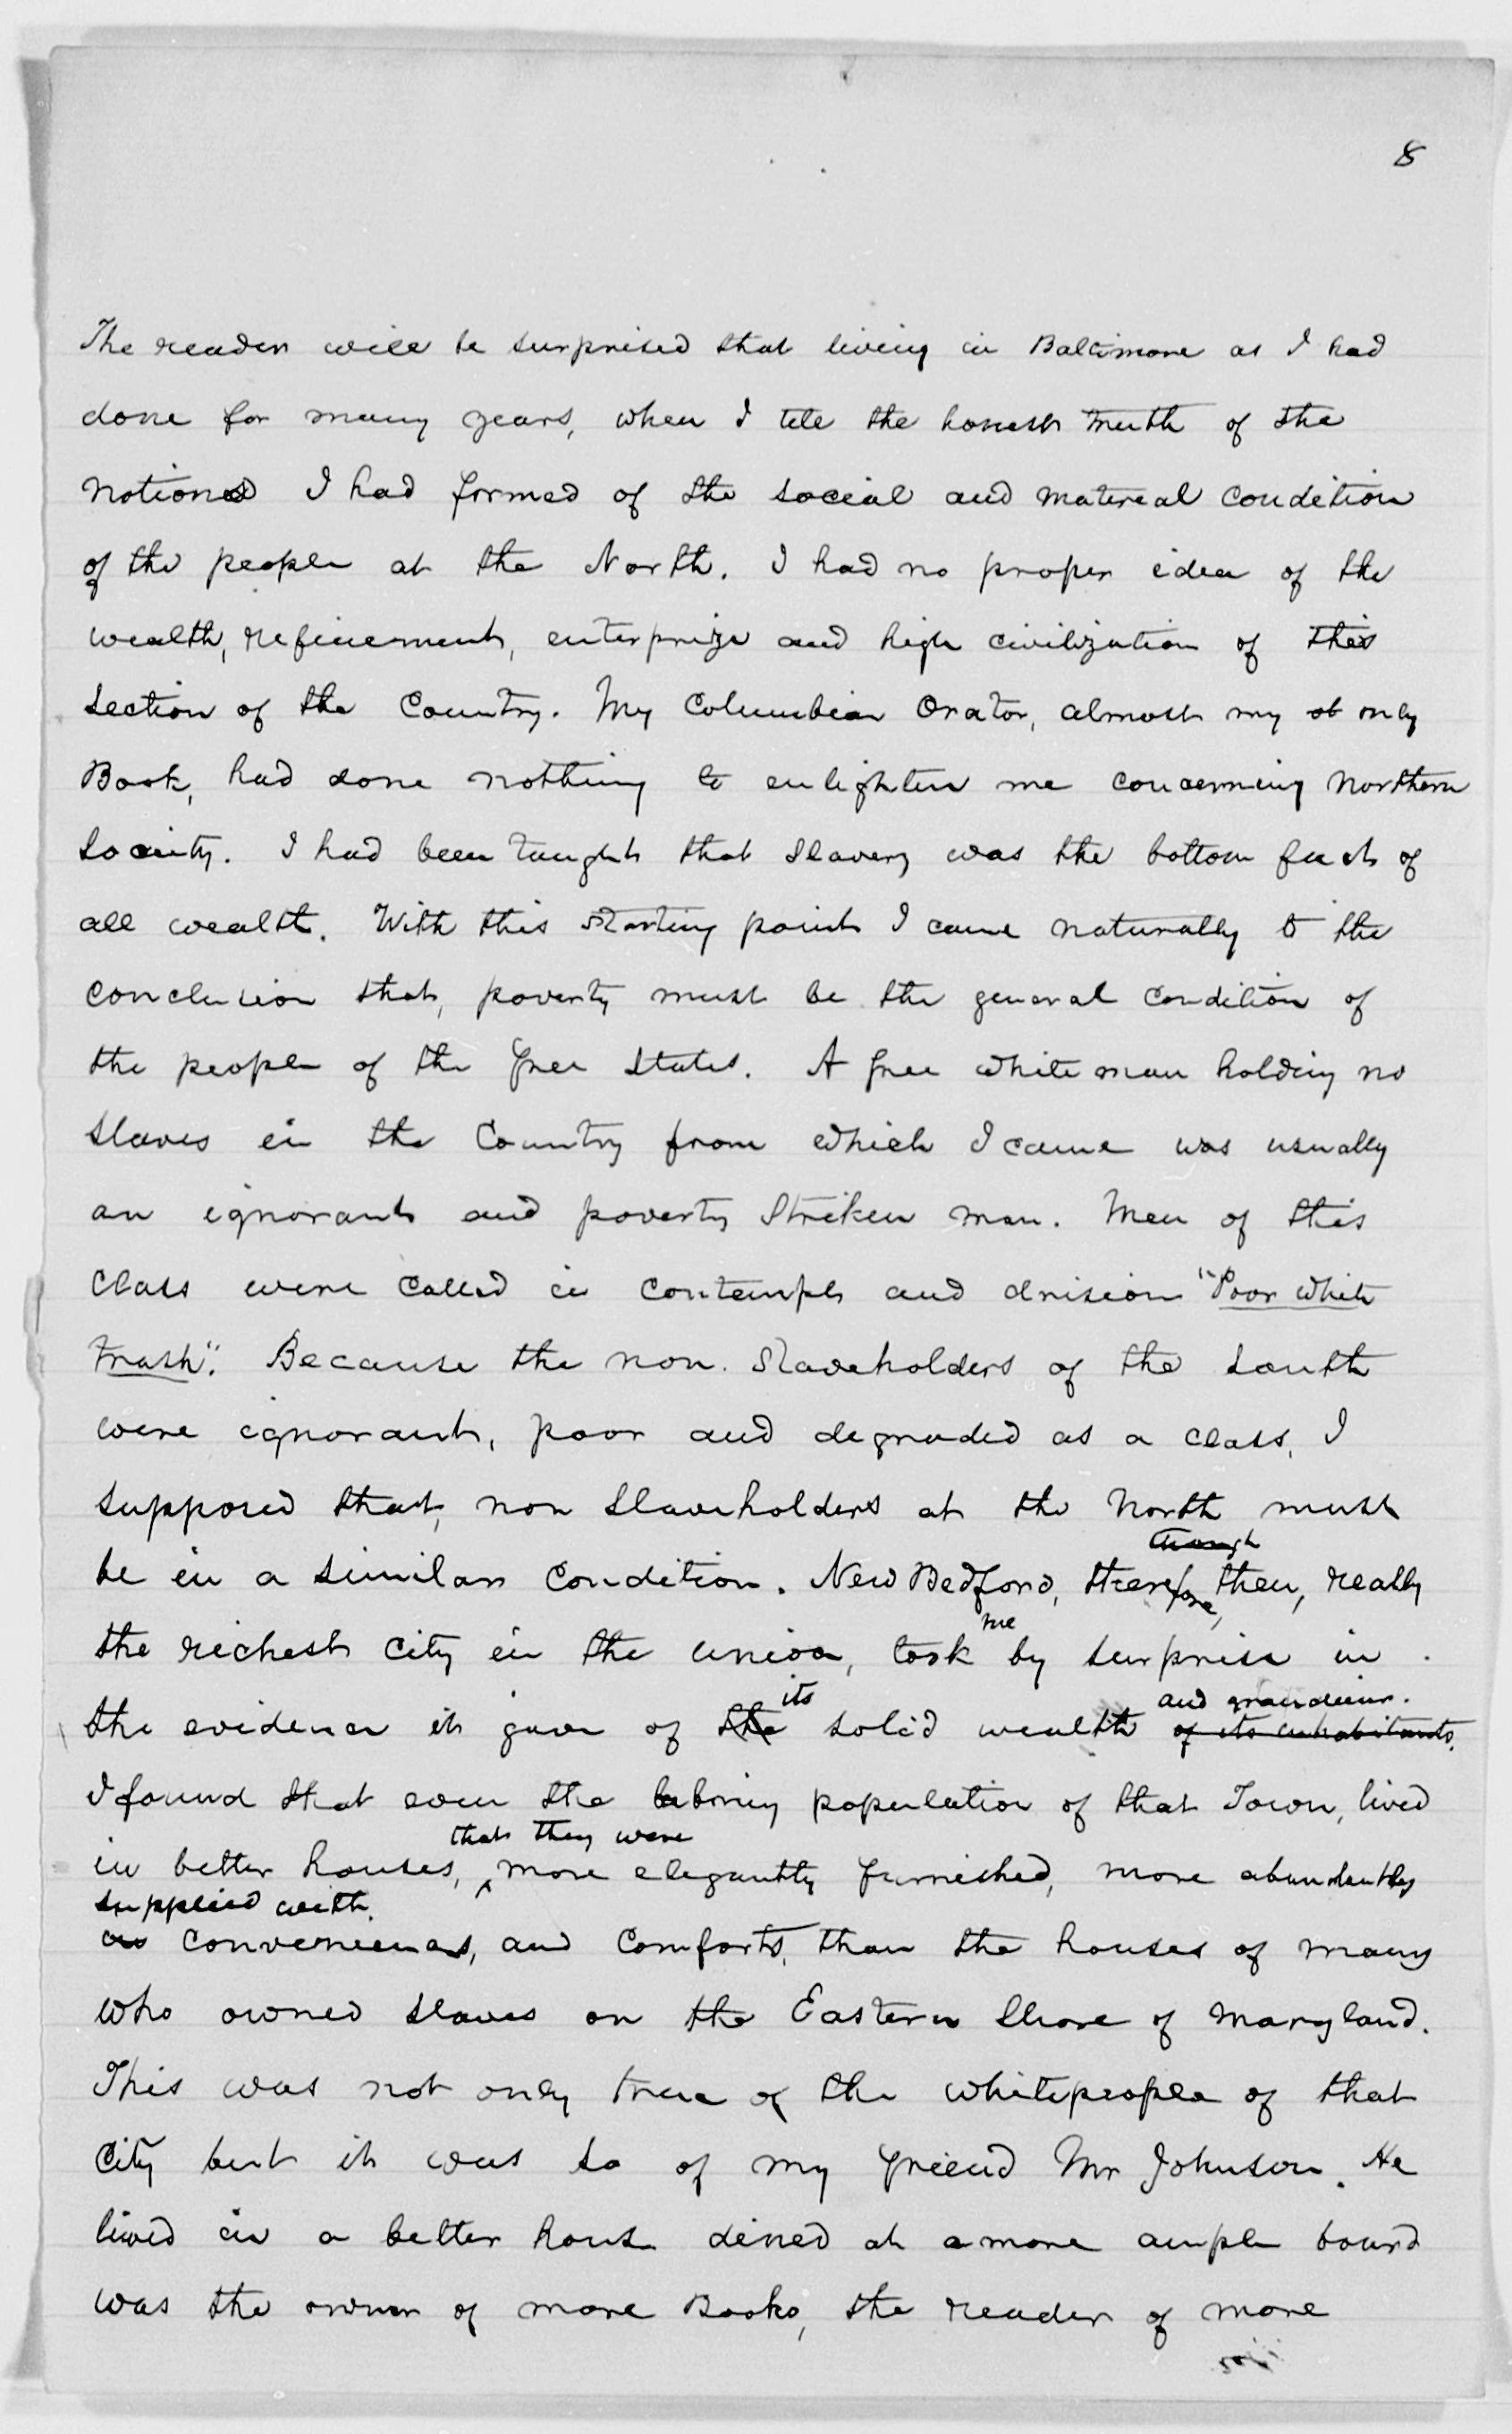 8
The reader will be surprised that living in Baltimore as I had
done for many years, when I tell the honest truth of the
notions I had formed of the social and material condition
of the people at the North. I had no proper idea of the
wealth, refinement, enterprize and high civilization of this
section of the Country. My Columbian Orator, almost my only
Book, had done nothing to enlighten me concerning Northern
Society. I had been taught that slavery was the bottom fact of
all wealth. With this starting point I came naturally to the
conclusion that, poverty must be the general condition of
the people of the free States. A free white man holding no
slaves in the Country from which I came was usually
an ignorant and poverty Striken man. Men of this
class were called in contempt and drision "Poor white
trash". Because the non. Slaveholders of the South
were ignorant, poor and degraded as a class, I
supposed that, non slaveholders at the North must
though
be in a similar condition. New Bedford, therefore, then, really
me
the richest city in the union, took by surprise in
its and grandeur.
the evidence it gave of the solid wealth of its inhabitants.
I found that even the laboring population of that Town, lived
that they were
in better houses, ^ more elegantly furnished, more abundantly
supplied with
as conveniences, and comforts, than the houses of many
who owned slaves on the Eastern Shore of Maryland.
This was not only true of the white people of that
City but it was so of my friend Mr Johnson. He
lived in a better house dined at a more ample board
was the owner of more Books, the reader of more